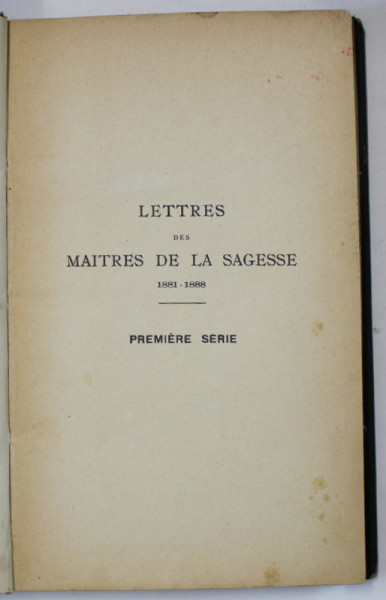 LETTRES
DES
MAITRES DE LA SAGESSE
1881-1888
PREMIÈRE SÉRIE